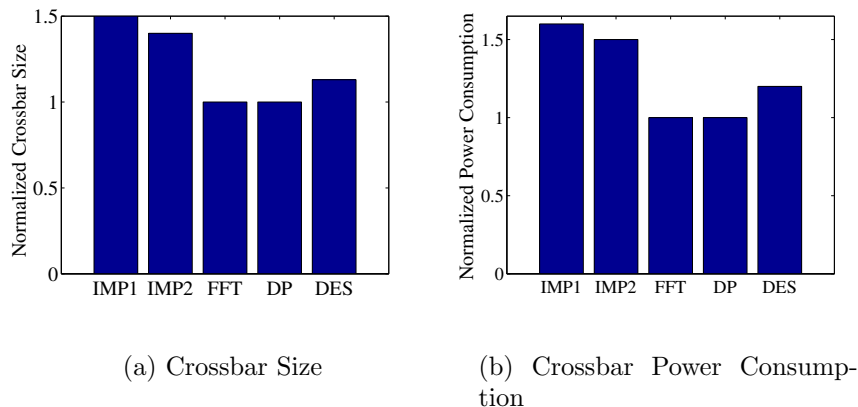 Normalized Crossbar Size
1.5
1
0.5
0
IMP1 IMP2 FFT DP DES
(a) Crossbar Size
Normalized Power Consumption
1.5
1
0.5
0
IMP1 IMP2 FFT DP DES
(b) Crossbar Power Consump-
tion